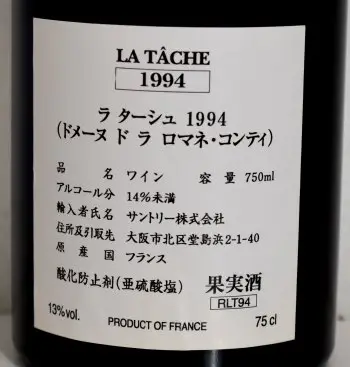 LA TÂCHE
1994
ラ ターシュ 1994
(ドメーヌ ド ラ ロマネ・コンティ)
品名 ワイン 容量 750ml
アルコール分 14%未満
輸入者氏名 サントリー株式会社
住所及引取先 大阪市北区堂島浜2-1-40
原産国 フランス
酸化防止剤(亜硫酸塩) 果実酒
RLT94
13%vol. PRODUCT OF FRANCE 75 cl